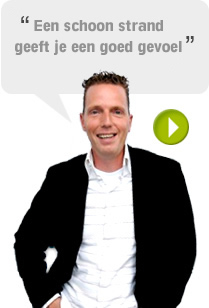 “ Een schoon strand
geeft je een goed gevoel ”